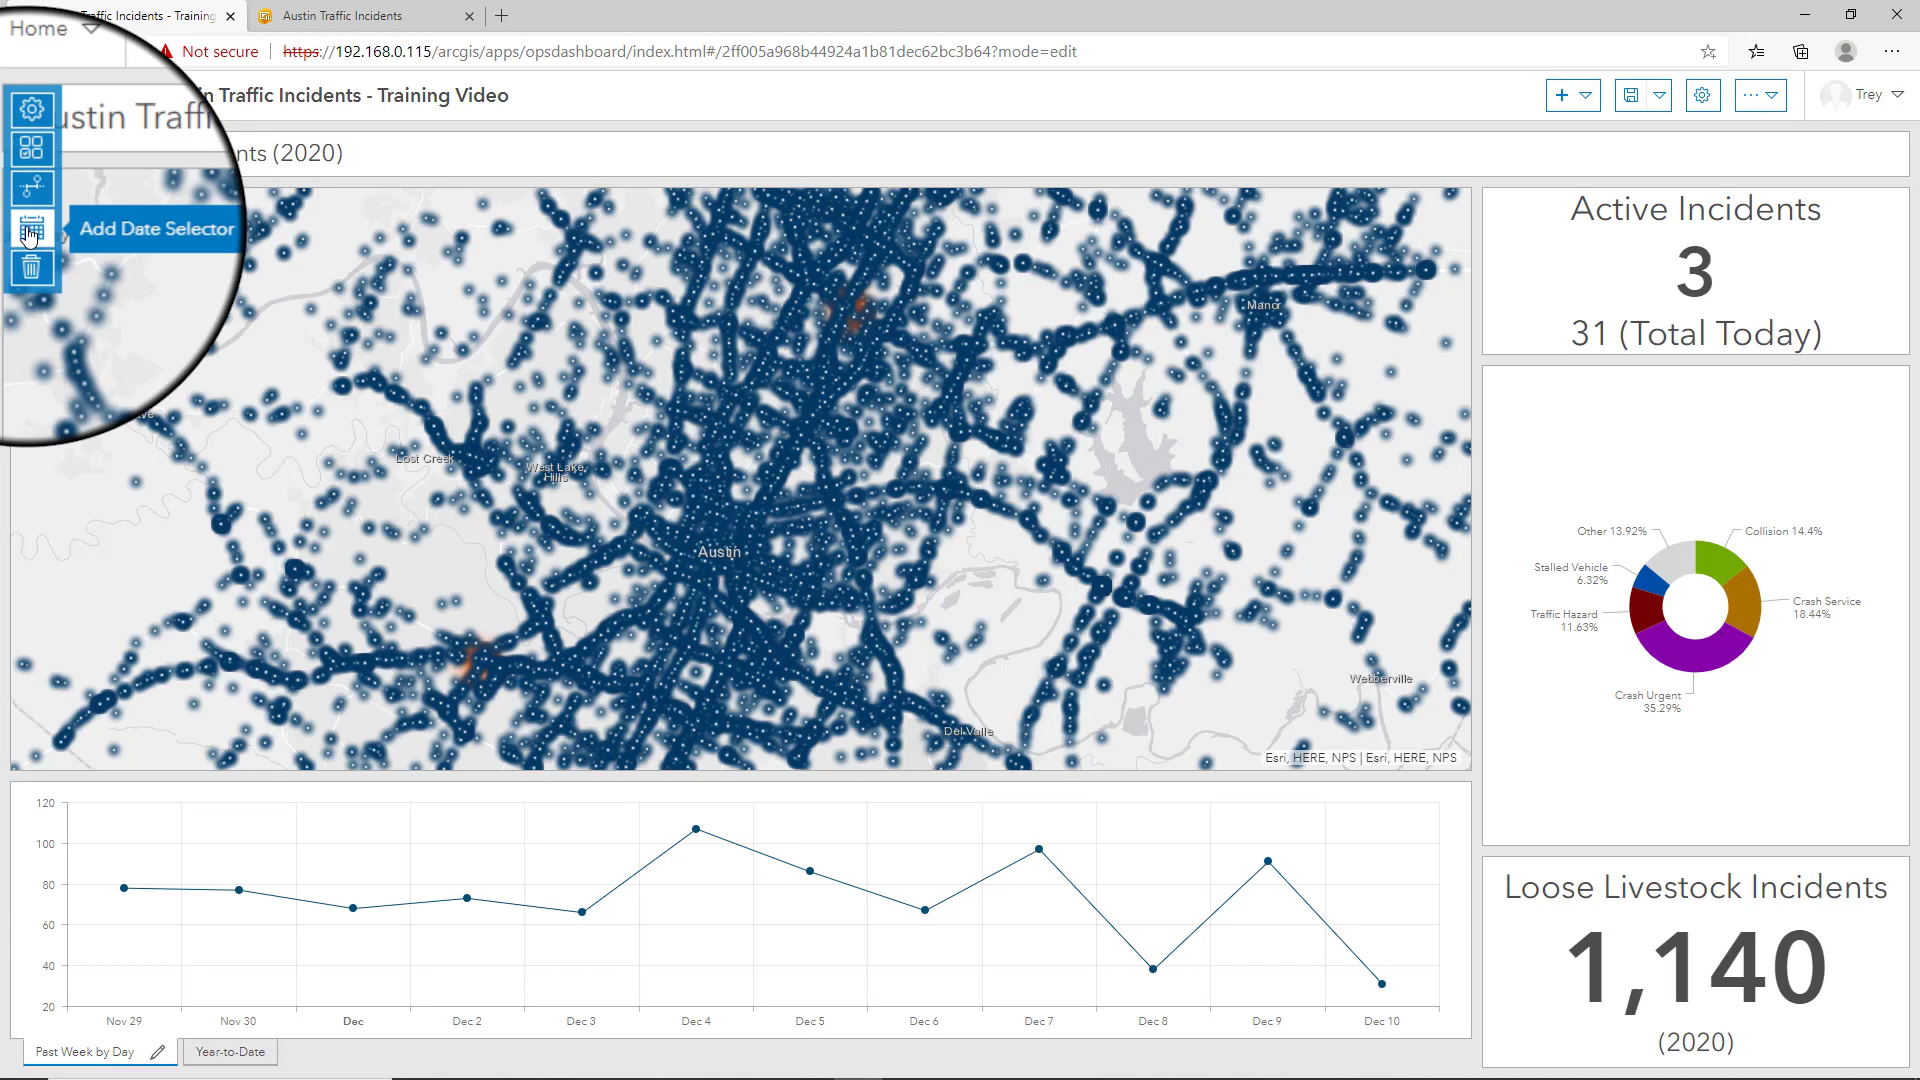 Traffic Incidents - Training
Austin Traffic Incidents
Home
Not secure
https://192.168.0.115/arcgis/apps/opsdashboard/index.html#/2ff005a968b44924a1b81dec62bc3b64?mode=edit
n Traffic Incidents - Training Video
Trey
ustin Traff
nts (2020)
Add Date Selector
Manor
Lost Creek
West Lake
Hills
Austin
Webberville
Del Valle
Esri, HERE, NPS | Esri, HERE, NPS
Active Incidents
3
31 (Total Today)
Other 13.92%
Collision 14.4%
Stalled Vehicle
6.32%
Crash Service
18.44%
Traffic Hazard
11.63%
Crash Urgent
35.29%
120
100
80
60
40
20
Nov 29
Nov 30
Dec
Dec 2
Dec 3
Dec 4
Dec 5
Dec 6
Dec 7
Dec 8
Dec 9
Dec 10
Past Week by Day
Year-to-Date
Loose Livestock Incidents
1,140
(2020)